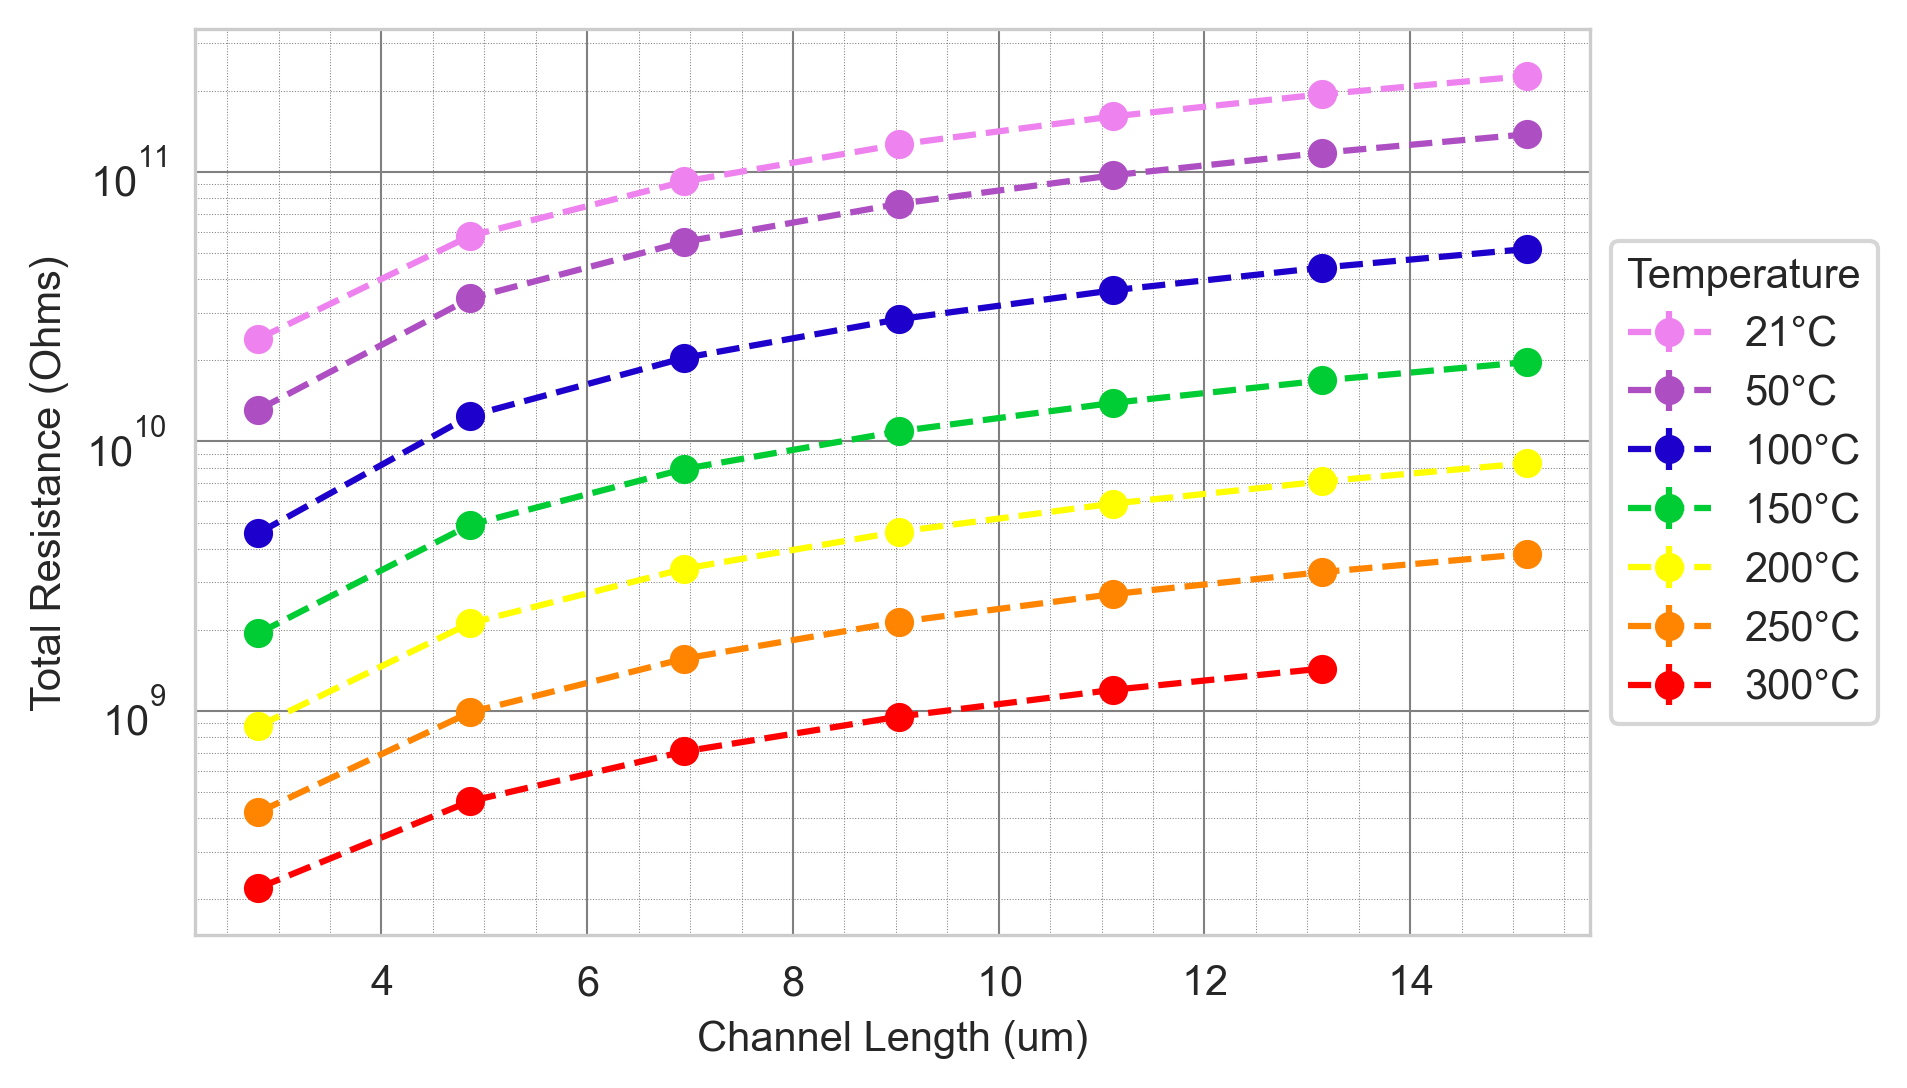 Total Resistance (Ohms)
10^11
10^10
10^9
4 6 8 10 12 14
Channel Length (um)
Temperature
21°C
50°C
100°C
150°C
200°C
250°C
300°C